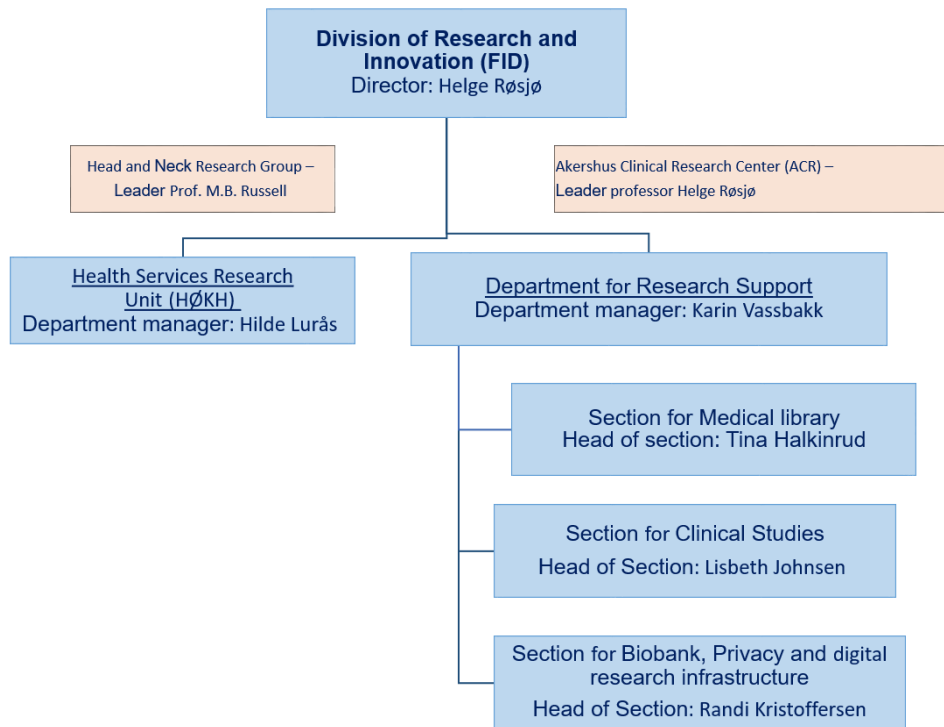 Division of Research and
Innovation (FID)
Director: Helge Røsjø
Head and Neck Research Group –
Leader Prof. M.B. Russell
Akershus Clinical Research Center (ACR) –
Leader professor Helge Røsjø
Health Services Research
Unit (HØKH)
Department manager: Hilde Lurås
Department for Research Support
Department manager: Karin Vassbakk
Section for Medical library
Head of section: Tina Halkinrud
Section for Clinical Studies
Head of Section: Lisbeth Johnsen
Section for Biobank, Privacy and digital
research infrastructure
Head of Section: Randi Kristoffersen